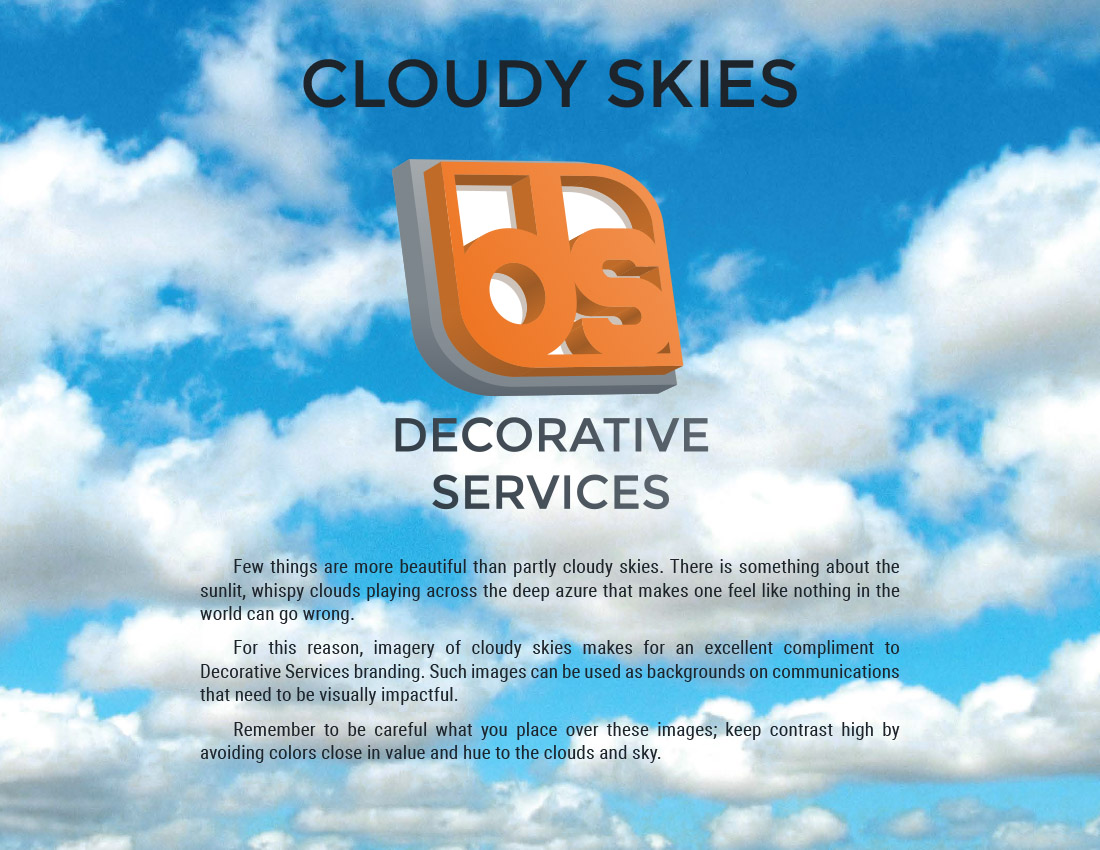 CLOUDY SKIES
ds
DECORATIVE
SERVICES
Few things are more beautiful than partly cloudy skies. There is something about the
sunlit, whispy clouds playing across the deep azure that makes one feel like nothing in the
world can go wrong.
For this reason, imagery of cloudy skies makes for an excellent compliment to
Decorative Services branding. Such images can be used as backgrounds on communications
that need to be visually impactful.
Remember to be careful what you place over these images; keep contrast high by
avoiding colors close in value and hue to the clouds and sky.